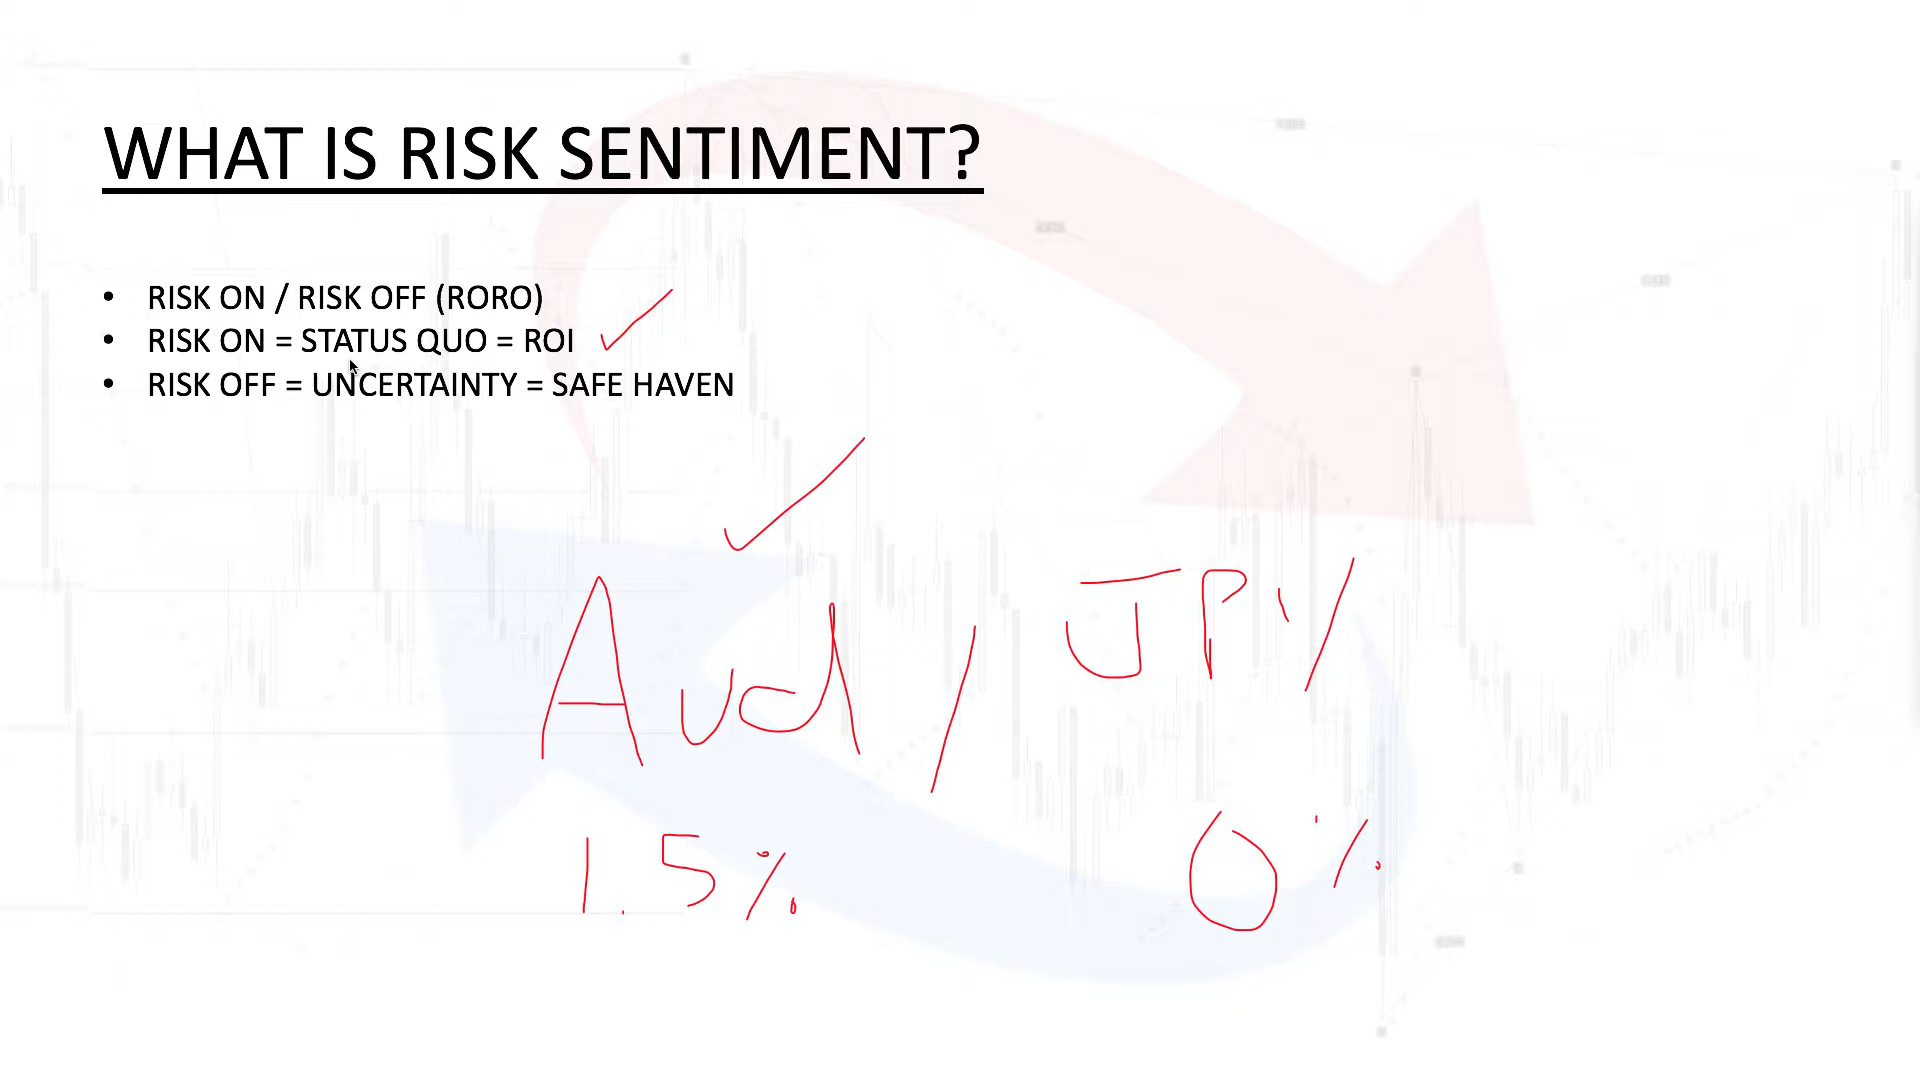 WHAT IS RISK SENTIMENT?
• RISK ON / RISK OFF (RORO)
• RISK ON = STATUS QUO = ROI
• RISK OFF = UNCERTAINTY = SAFE HAVEN
Aud / JPY
1.5% 0%